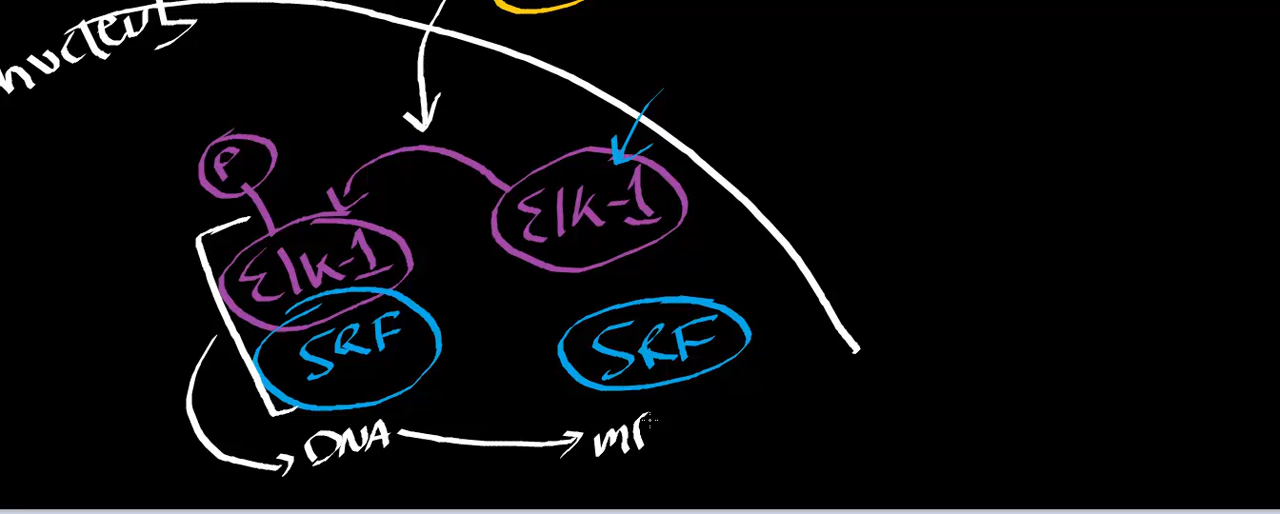 nucleus
P
Elk-1
Elk-1
SRF
SRF
DNA → mr